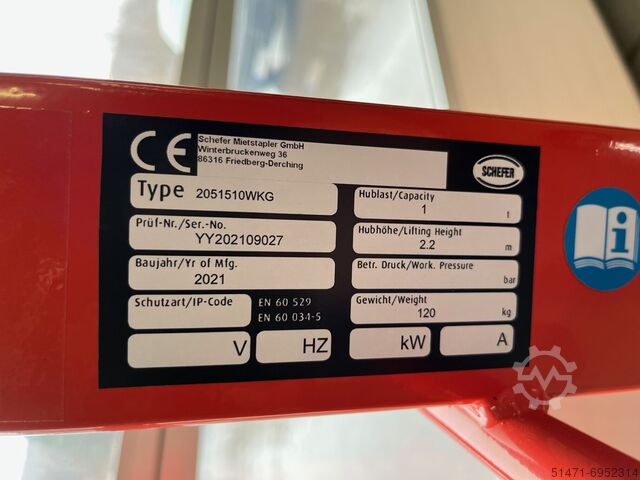 CE
Schefer Mietstapler GmbH
Winterbruckenweg 36
86316 Friedberg-Derching
SCHEFER
Type 2051510WKG
Hublast/Capacity
1 t
Prüf-Nr./Ser.-No.
YY202109027
Hubhöhe/Lifting Height
2.2 m
Baujahr/Yr of Mfg.
2021
Betr. Druck/Work. Pressure
bar
Schutzart/IP-Code
EN 60 529
EN 60 034-5
Gewicht/Weight
120 kg
V
HZ
kW
A
i
51471-6952314